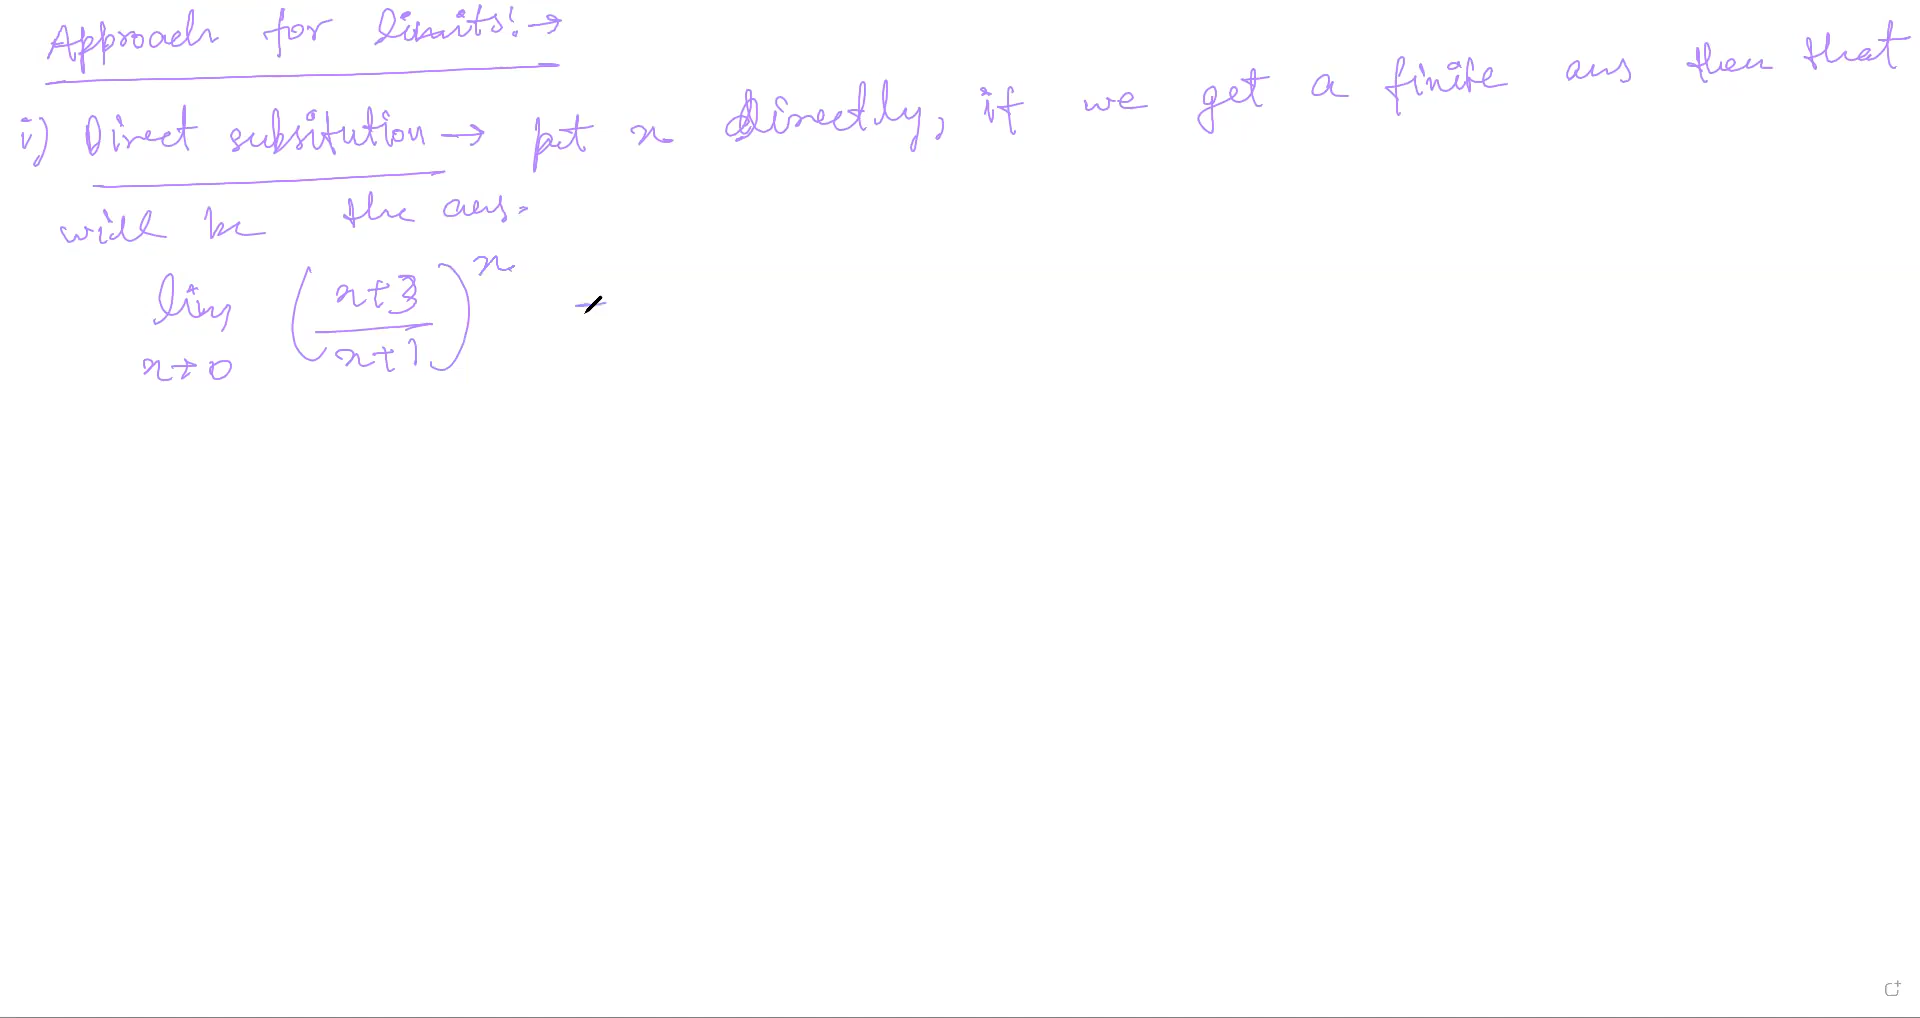 Approach for limits:→
i) Direct subsitution → put x directly, if we get a finite ans then that
will be the ans.
lim (x+3 / x+1)^x =
x→0